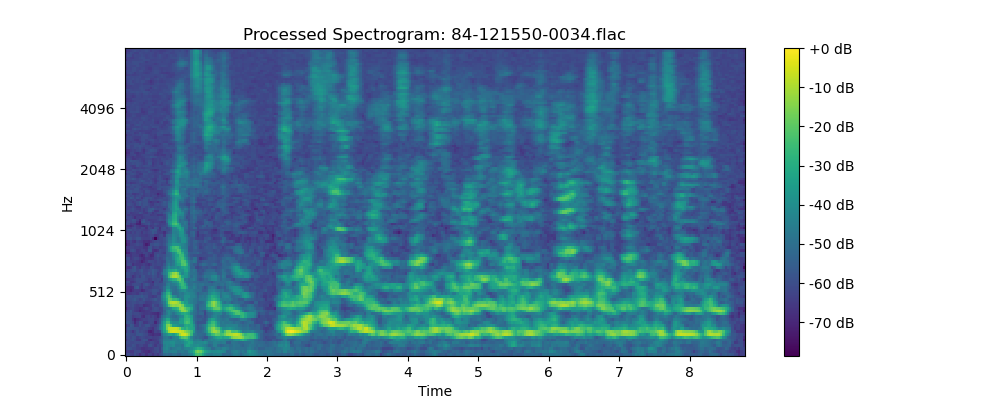 Processed Spectrogram: 84-121550-0034.flac
Hz
4096
2048
1024
512
0
0 1 2 3 4 5 6 7 8
Time
+0 dB
-10 dB
-20 dB
-30 dB
-40 dB
-50 dB
-60 dB
-70 dB